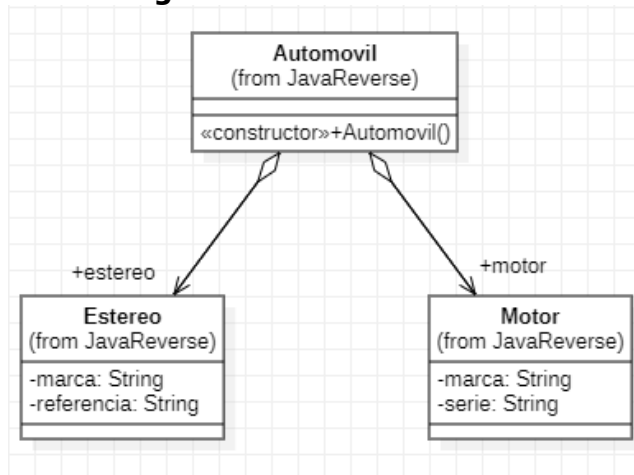 Automovil
(from JavaReverse)
«constructor»+Automovil()
+estereo
+motor
Estereo
(from JavaReverse)
-marca: String
-referencia: String
Motor
(from JavaReverse)
-marca: String
-serie: String